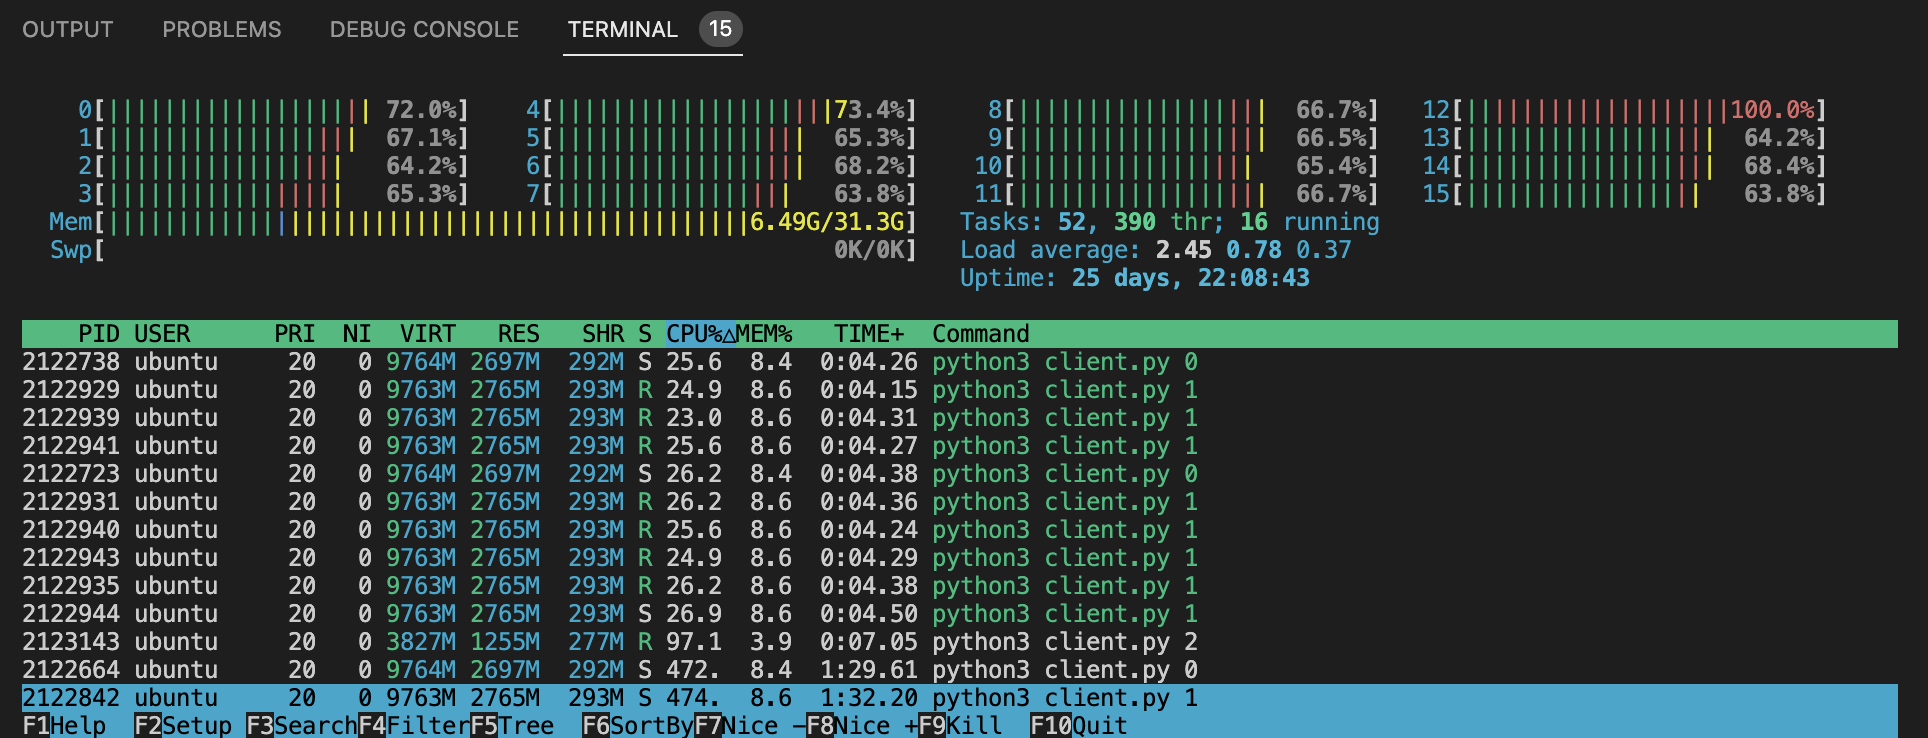 OUTPUT PROBLEMS DEBUG CONSOLE TERMINAL 15
0[||||||||||||||||||| 72.0%] 4[||||||||||||||||||||73.4%] 8[|||||||||||||||||| 66.7%] 12[|||||||||||||||||||100.0%]
1[|||||||||||||||||| 67.1%] 5[|||||||||||||||||| 65.3%] 9[|||||||||||||||||| 66.5%] 13[|||||||||||||||||| 64.2%]
2[||||||||||||||||| 64.2%] 6[|||||||||||||||||| 68.2%] 10[||||||||||||||||| 65.4%] 14[|||||||||||||||||| 68.4%]
3[||||||||||||||||| 65.3%] 7[||||||||||||||||| 63.8%] 11[|||||||||||||||||| 66.7%] 15[||||||||||||||||| 63.8%]
Mem[||||||||||||||||||||||||||||||||||||||||||||||6.49G/31.3G] Tasks: 52, 390 thr; 16 running
Swp[ 0K/0K] Load average: 2.45 0.78 0.37
Uptime: 25 days, 22:08:43
PID USER PRI NI VIRT RES SHR S CPU%△MEM% TIME+ Command
2122738 ubuntu 20 0 9764M 2697M 292M S 25.6 8.4 0:04.26 python3 client.py 0
2122929 ubuntu 20 0 9763M 2765M 293M R 24.9 8.6 0:04.15 python3 client.py 1
2122939 ubuntu 20 0 9763M 2765M 293M R 23.0 8.6 0:04.31 python3 client.py 1
2122941 ubuntu 20 0 9763M 2765M 293M R 25.6 8.6 0:04.27 python3 client.py 1
2122723 ubuntu 20 0 9764M 2697M 292M S 26.2 8.4 0:04.38 python3 client.py 0
2122931 ubuntu 20 0 9763M 2765M 293M R 26.2 8.6 0:04.36 python3 client.py 1
2122940 ubuntu 20 0 9763M 2765M 293M R 25.6 8.6 0:04.24 python3 client.py 1
2122943 ubuntu 20 0 9763M 2765M 293M R 24.9 8.6 0:04.29 python3 client.py 1
2122935 ubuntu 20 0 9763M 2765M 293M R 26.2 8.6 0:04.38 python3 client.py 1
2122944 ubuntu 20 0 9763M 2765M 293M S 26.9 8.6 0:04.50 python3 client.py 1
2123143 ubuntu 20 0 3827M 1255M 277M R 97.1 3.9 0:07.05 python3 client.py 2
2122664 ubuntu 20 0 9764M 2697M 292M S 472. 8.4 1:29.61 python3 client.py 0
2122842 ubuntu 20 0 9763M 2765M 293M S 474. 8.6 1:32.20 python3 client.py 1
F1Help F2Setup F3SearchF4FilterF5Tree F6SortByF7Nice -F8Nice +F9Kill F10Quit